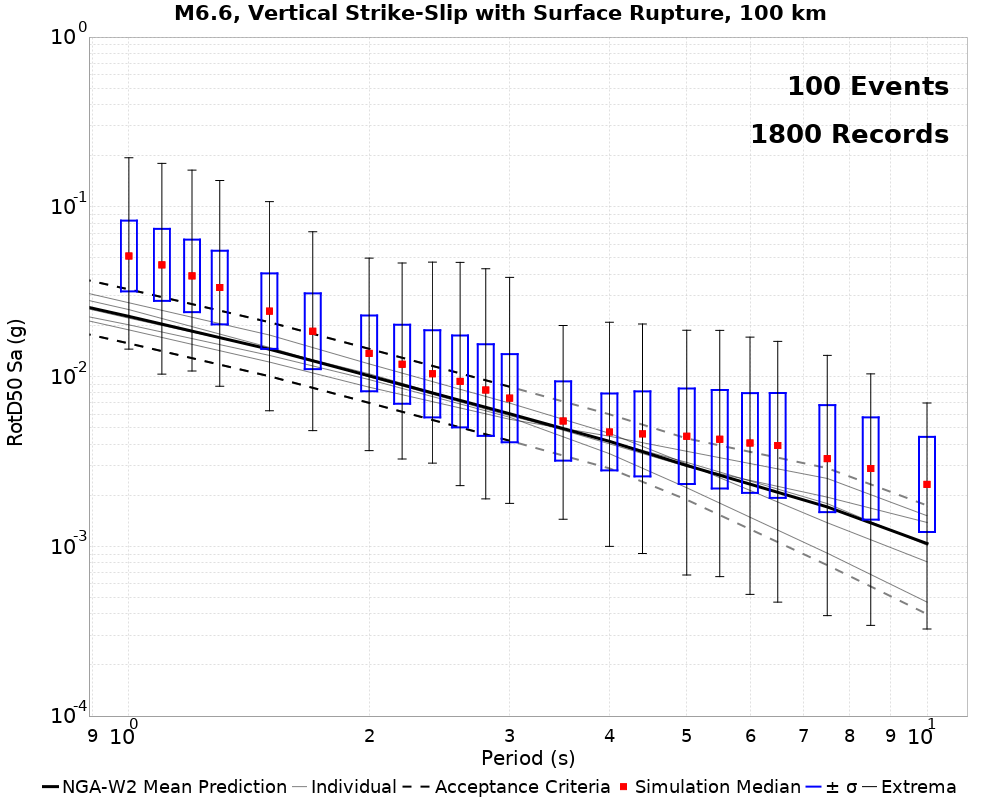 M6.6, Vertical Strike-Slip with Surface Rupture, 100 km
100 Events
1800 Records
RotD50 Sa (g)
10^0
10^-1
10^-2
10^-3
10^-4
9 10^0 2 3 4 5 6 7 8 9 10^1
Period (s)
NGA-W2 Mean Prediction Individual Acceptance Criteria Simulation Median ± σ Extrema